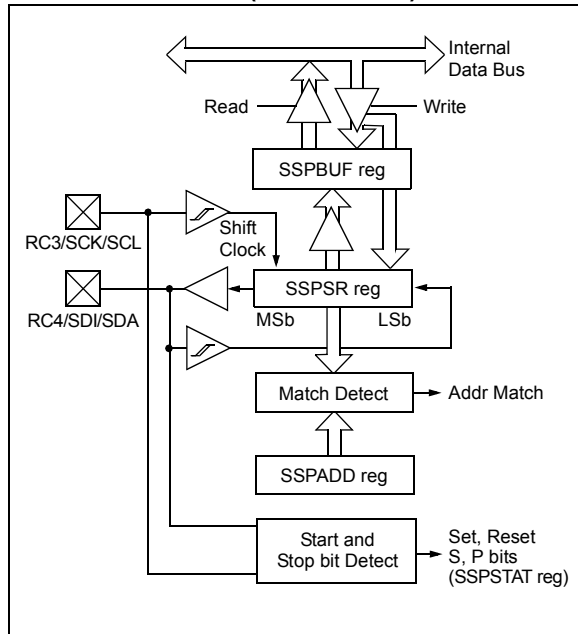 Internal
Data Bus
Read
Write
SSPBUF reg
RC3/SCK/SCL
Shift
Clock
SSPSR reg
MSb
LSb
RC4/SDI/SDA
Match Detect
Addr Match
SSPADD reg
Start and
Stop bit Detect
Set, Reset
S, P bits
(SSPSTAT reg)